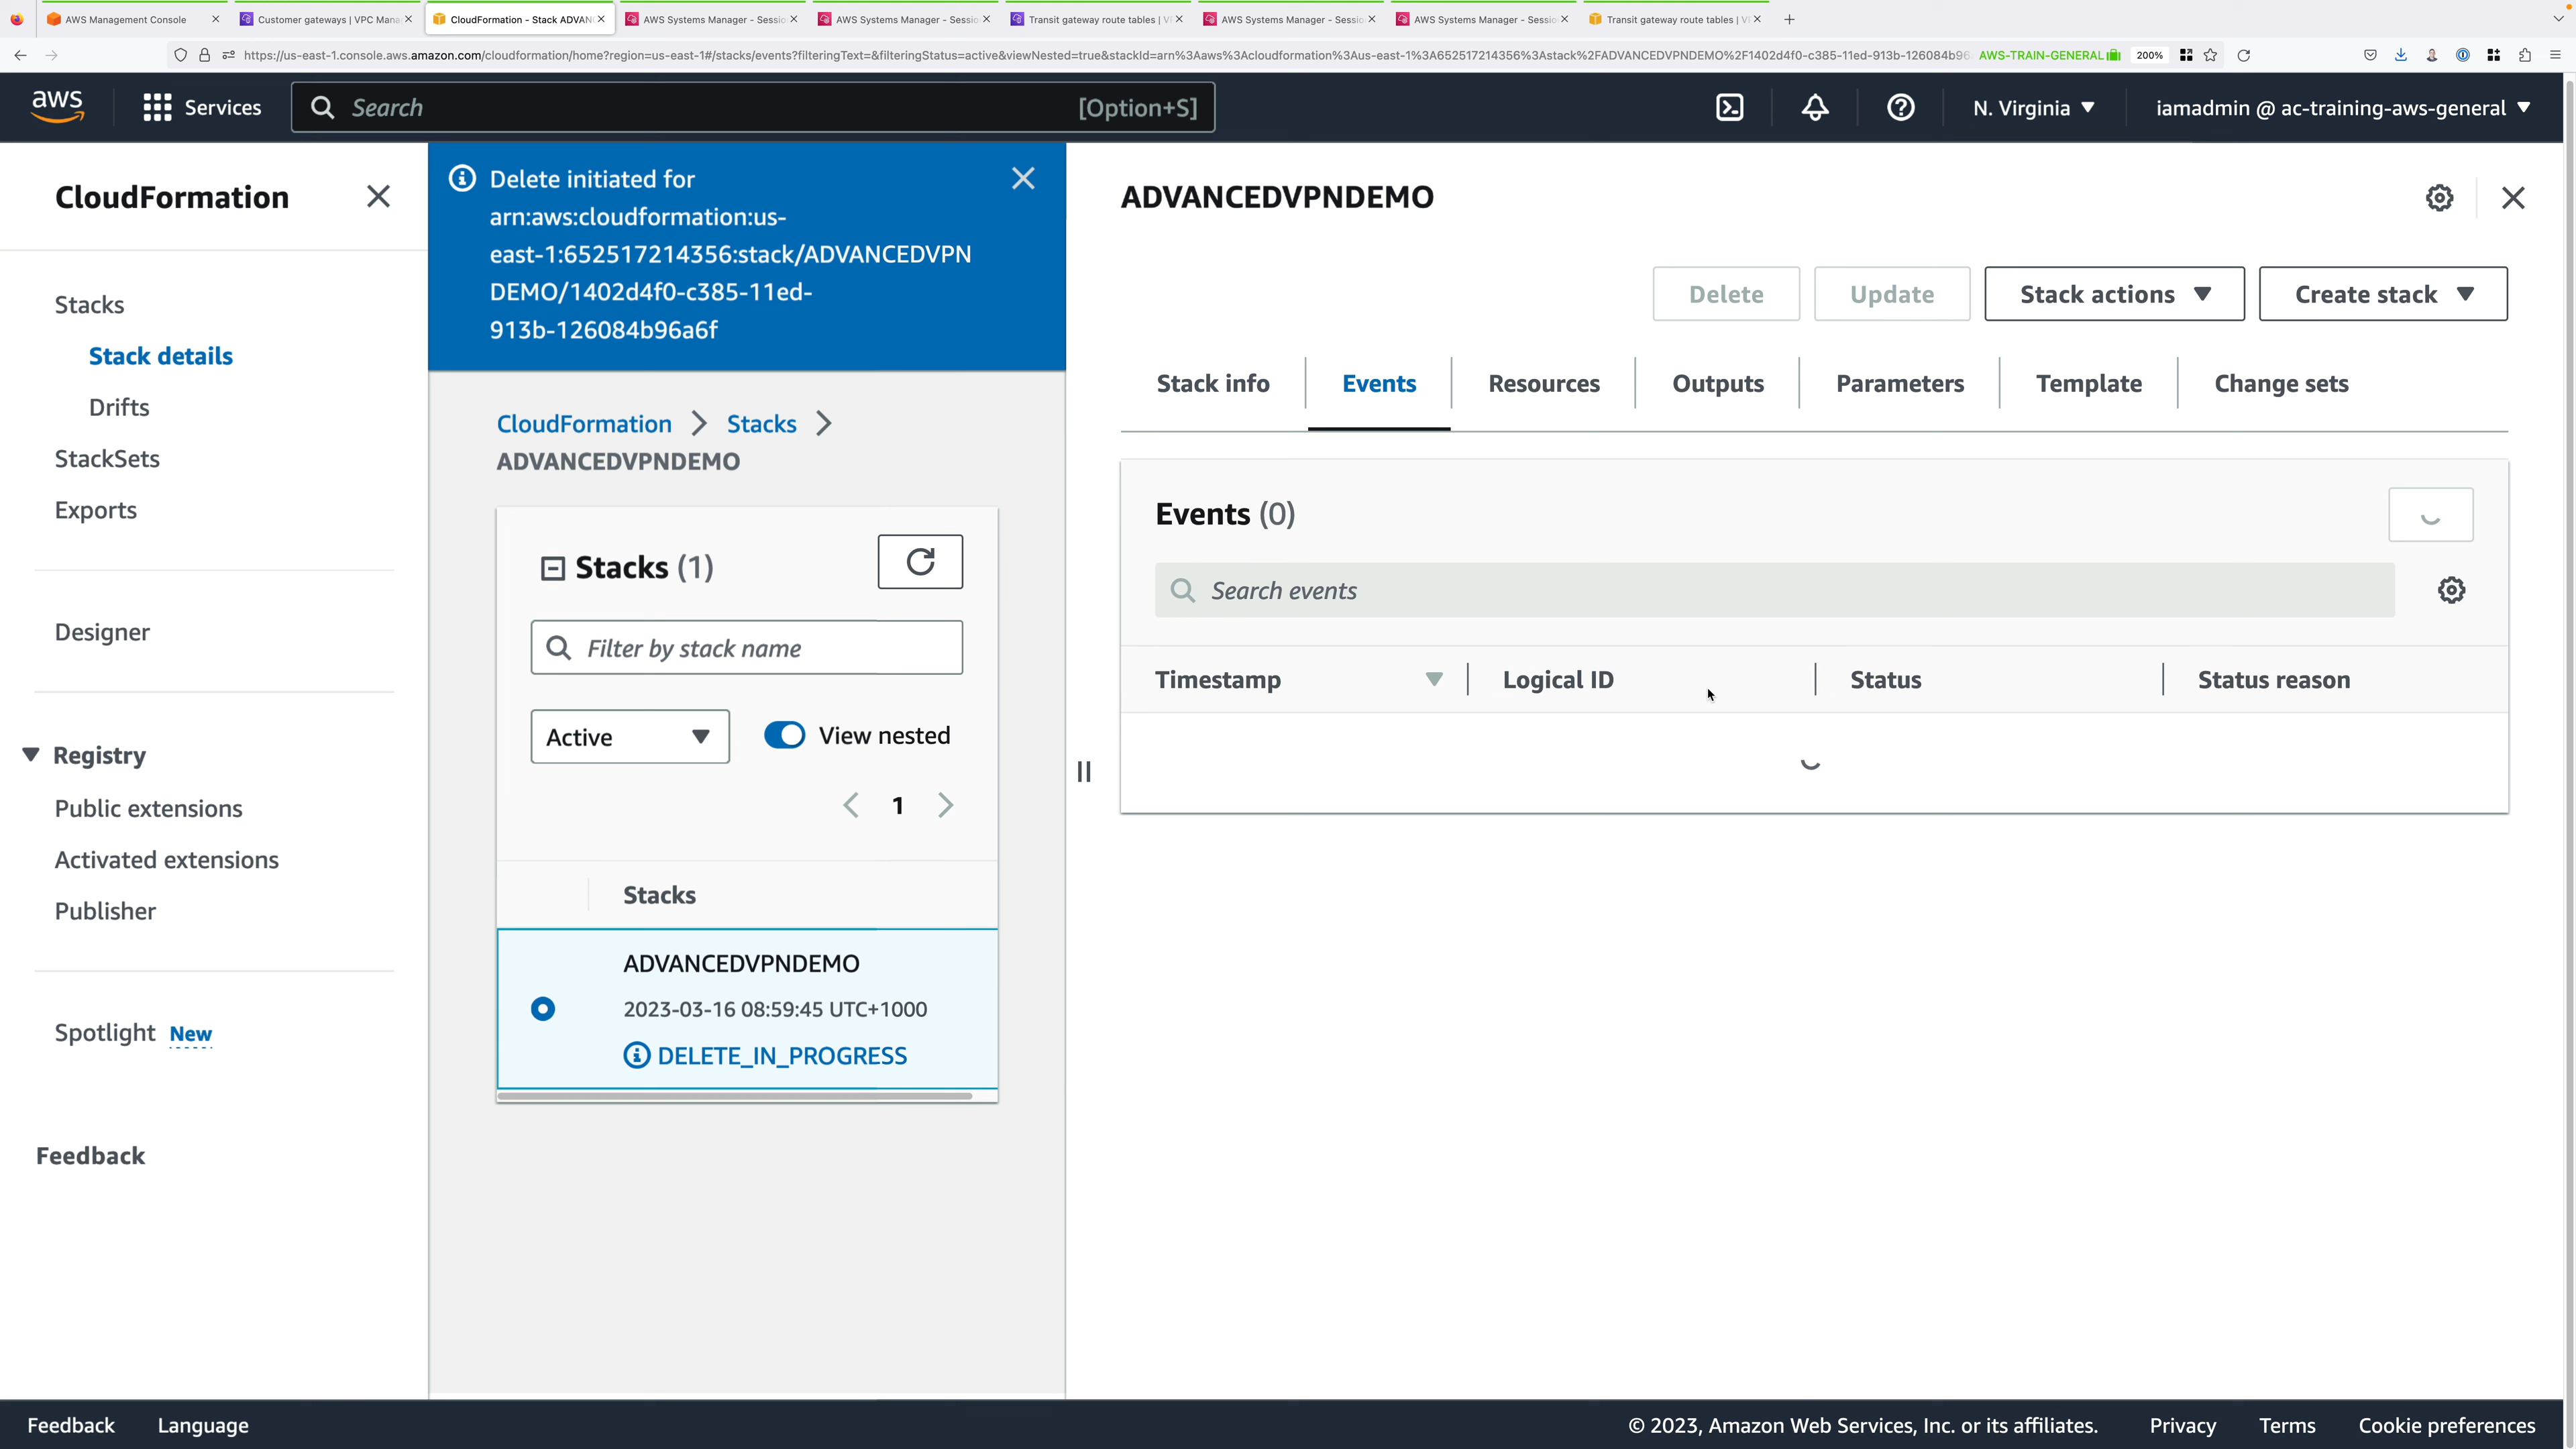 AWS Management Console
Customer gateways | VPC Mana
CloudFormation - Stack ADVAN
AWS Systems Manager - Sessio
AWS Systems Manager - Sessio
Transit gateway route tables | V
AWS Systems Manager - Sessio
AWS Systems Manager - Sessio
Transit gateway route tables | V
https://us-east-1.console.aws.amazon.com/cloudformation/home?region=us-east-1#/stacks/events?filteringText=&filteringStatus=active&viewNested=true&stackId=arn%3Aaws%3Acloudformation%3Aus-east-1%3A652517214356%3Astack%2FADVANCEDVPNDEMO%2F1402d4f0-c385-11ed-913b-126084b96
AWS-TRAIN-GENERAL
200%
aws
Services
Search
[Option+S]
N. Virginia
iamadmin @ ac-training-aws-general
CloudFormation
Stacks
Stack details
Drifts
StackSets
Exports
Designer
Registry
Public extensions
Activated extensions
Publisher
Spotlight New
Feedback
Delete initiated for
arn:aws:cloudformation:us-
east-1:652517214356:stack/ADVANCEDVPN
DEMO/1402d4f0-c385-11ed-
913b-126084b96a6f
CloudFormation > Stacks >
ADVANCEDVPNDEMO
Stacks (1)
Filter by stack name
Active
View nested
1
Stacks
ADVANCEDVPNDEMO
2023-03-16 08:59:45 UTC+1000
DELETE_IN_PROGRESS
ADVANCEDVPNDEMO
Delete
Update
Stack actions
Create stack
Stack info
Events
Resources
Outputs
Parameters
Template
Change sets
Events (0)
Search events
Timestamp
Logical ID
Status
Status reason
Feedback
Language
© 2023, Amazon Web Services, Inc. or its affiliates.
Privacy
Terms
Cookie preferences